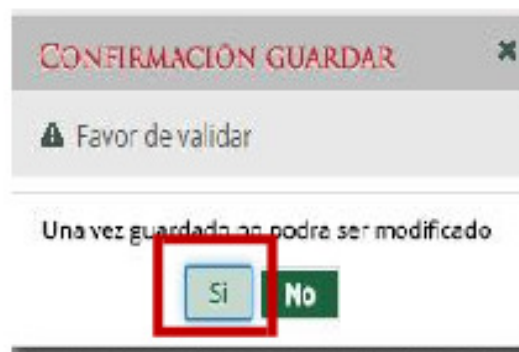 CONFIRMACIÓN GUARDAR
Favor de validar
Una vez guardado no podra ser modificado
Si No